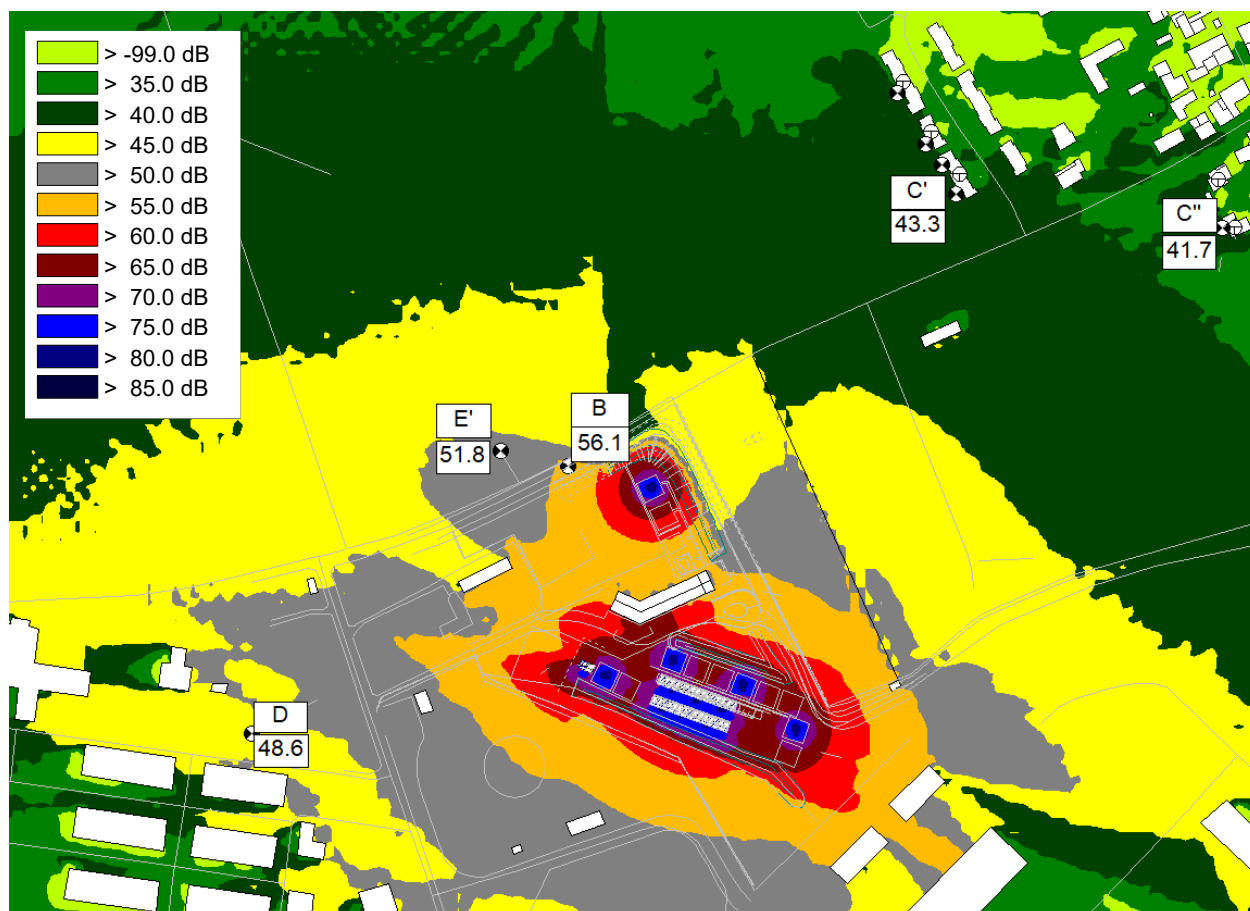 > -99.0 dB
> 35.0 dB
> 40.0 dB
> 45.0 dB
> 50.0 dB
> 55.0 dB
> 60.0 dB
> 65.0 dB
> 70.0 dB
> 75.0 dB
> 80.0 dB
> 85.0 dB
C'
43.3
C"
41.7
E'
51.8
B
56.1
D
48.6